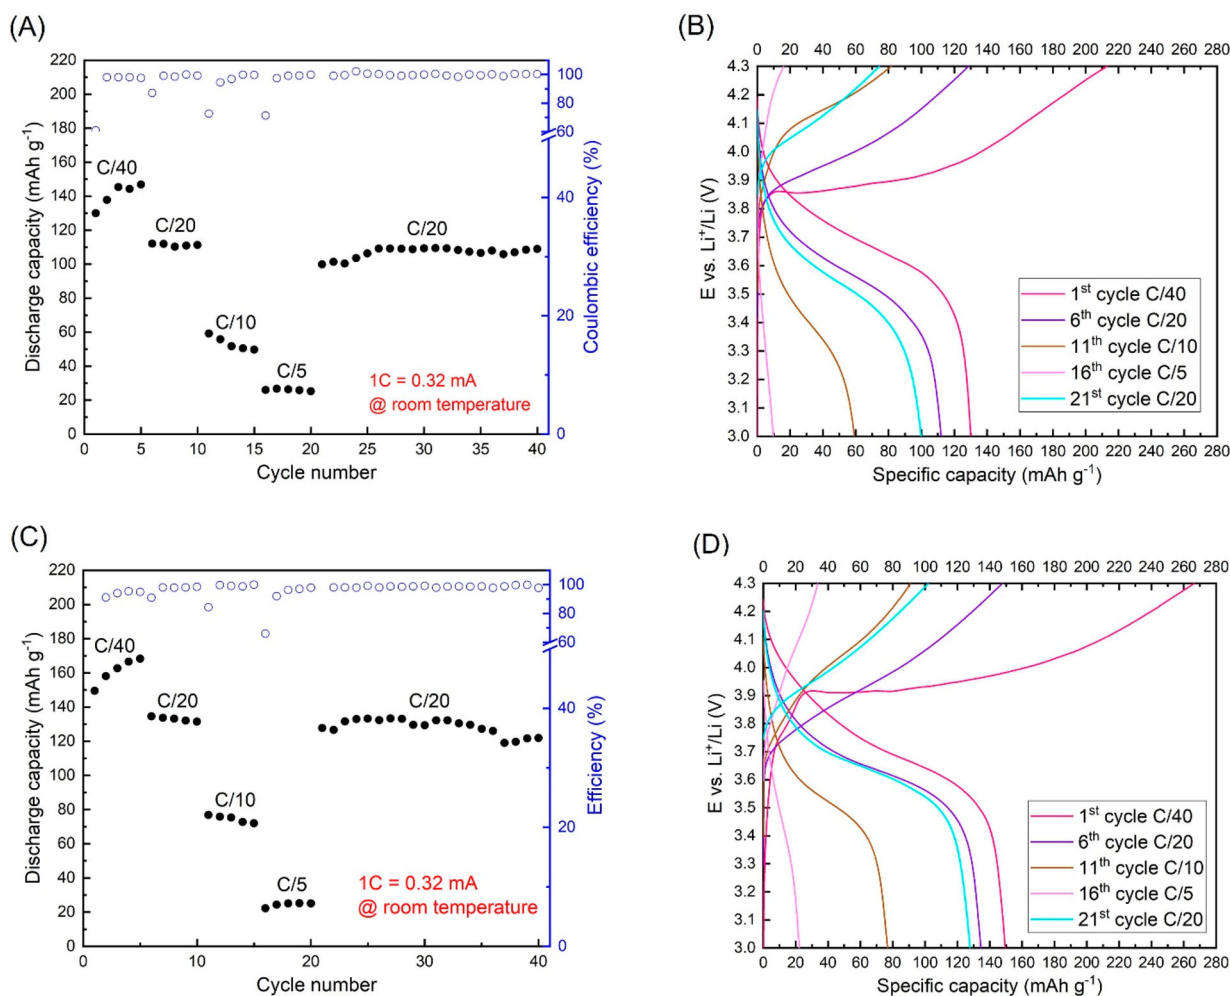 (A)
220
200
180
160
140
120
100
80
60
40
20
0
Discharge capacity (mAh g⁻¹)
C/40
C/20
C/10
C/5
C/20
1C = 0.32 mA
@ room temperature
0 5 10 15 20 25 30 35 40
Cycle number
100
80
60
40
20
0
Coulombic efficiency (%)
(B)
0 20 40 60 80 100 120 140 160 180 200 220 240 260 280
4.3
4.2
4.1
4.0
3.9
3.8
3.7
3.6
3.5
3.4
3.3
3.2
3.1
3.0
E vs. Li⁺/Li (V)
1ˢᵗ cycle C/40
6ᵗʰ cycle C/20
11ᵗʰ cycle C/10
16ᵗʰ cycle C/5
21ˢᵗ cycle C/20
0 20 40 60 80 100 120 140 160 180 200 220 240 260 280
Specific capacity (mAh g⁻¹)
(C)
220
200
180
160
140
120
100
80
60
40
20
0
Discharge capacity (mAh g⁻¹)
C/40
C/20
C/10
C/5
C/20
1C = 0.32 mA
@ room temperature
0 5 10 15 20 25 30 35 40
Cycle number
100
80
60
40
20
0
Efficiency (%)
(D)
0 20 40 60 80 100 120 140 160 180 200 220 240 260 280
4.3
4.2
4.1
4.0
3.9
3.8
3.7
3.6
3.5
3.4
3.3
3.2
3.1
3.0
E vs. Li⁺/Li (V)
1ˢᵗ cycle C/40
6ᵗʰ cycle C/20
11ᵗʰ cycle C/10
16ᵗʰ cycle C/5
21ˢᵗ cycle C/20
0 20 40 60 80 100 120 140 160 180 200 220 240 260 280
Specific capacity (mAh g⁻¹)